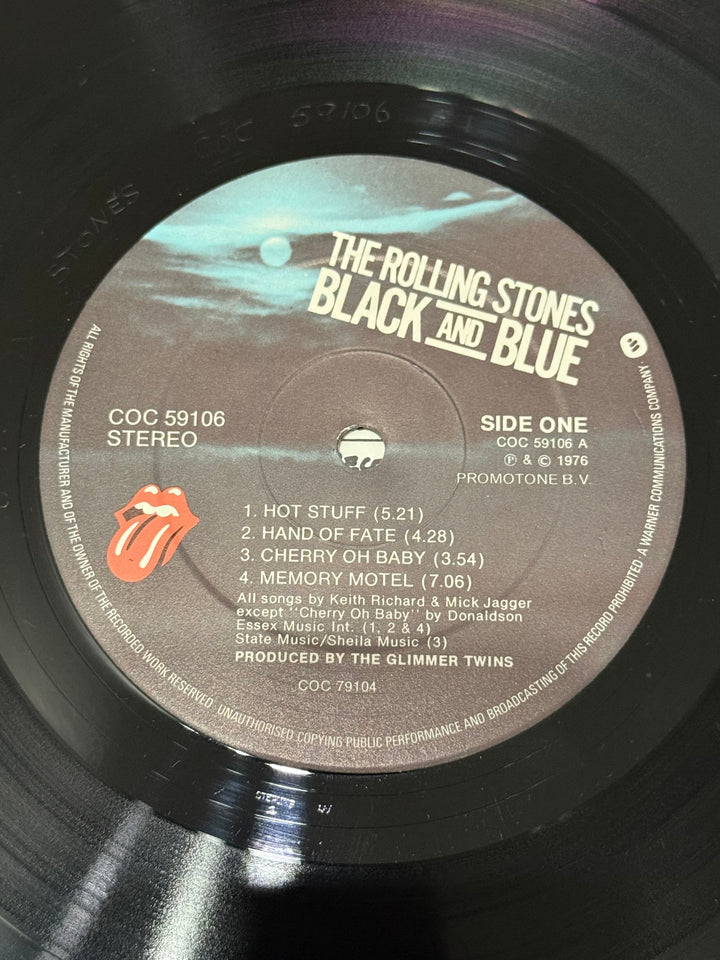 STONES COC 59106
THE ROLLING STONES
BLACK AND BLUE
COC 59106
STEREO
SIDE ONE
COC 59106 A
Ⓟ & © 1976
PROMOTONE B.V.
1. HOT STUFF (5.21)
2. HAND OF FATE (4.28)
3. CHERRY OH BABY (3.54)
4. MEMORY MOTEL (7.06)
All songs by Keith Richard & Mick Jagger
except "Cherry Oh Baby" by Donaldson
Essex Music Int. (1, 2 & 4)
State Music/Sheila Music (3)
PRODUCED BY THE GLIMMER TWINS
COC 79104
ALL RIGHTS OF THE MANUFACTURER AND OF THE OWNER OF THE RECORDED WORK RESERVED · UNAUTHORISED COPYING PUBLIC PERFORMANCE AND BROADCASTING OF THIS RECORD PROHIBITED · A WARNER COMMUNICATIONS COMPANY ·